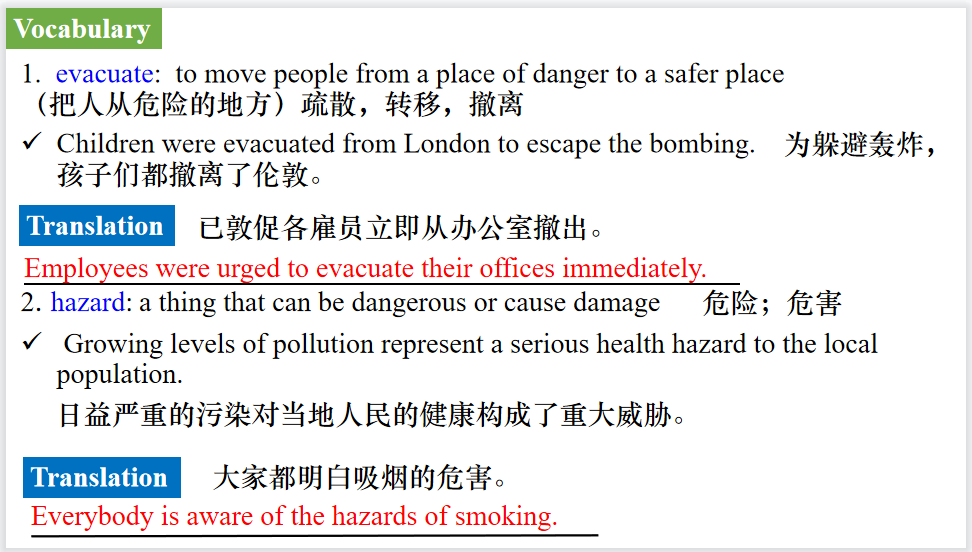 Vocabulary
1. evacuate: to move people from a place of danger to a safer place
（把人从危险的地方）疏散，转移，撤离
✓ Children were evacuated from London to escape the bombing. 为躲避轰炸，
孩子们都撤离了伦敦。
Translation 已敦促各雇员立即从办公室撤出。
Employees were urged to evacuate their offices immediately.
2. hazard: a thing that can be dangerous or cause damage 危险；危害
✓ Growing levels of pollution represent a serious health hazard to the local
population.
日益严重的污染对当地人民的健康构成了重大威胁。
Translation 大家都明白吸烟的危害。
Everybody is aware of the hazards of smoking.